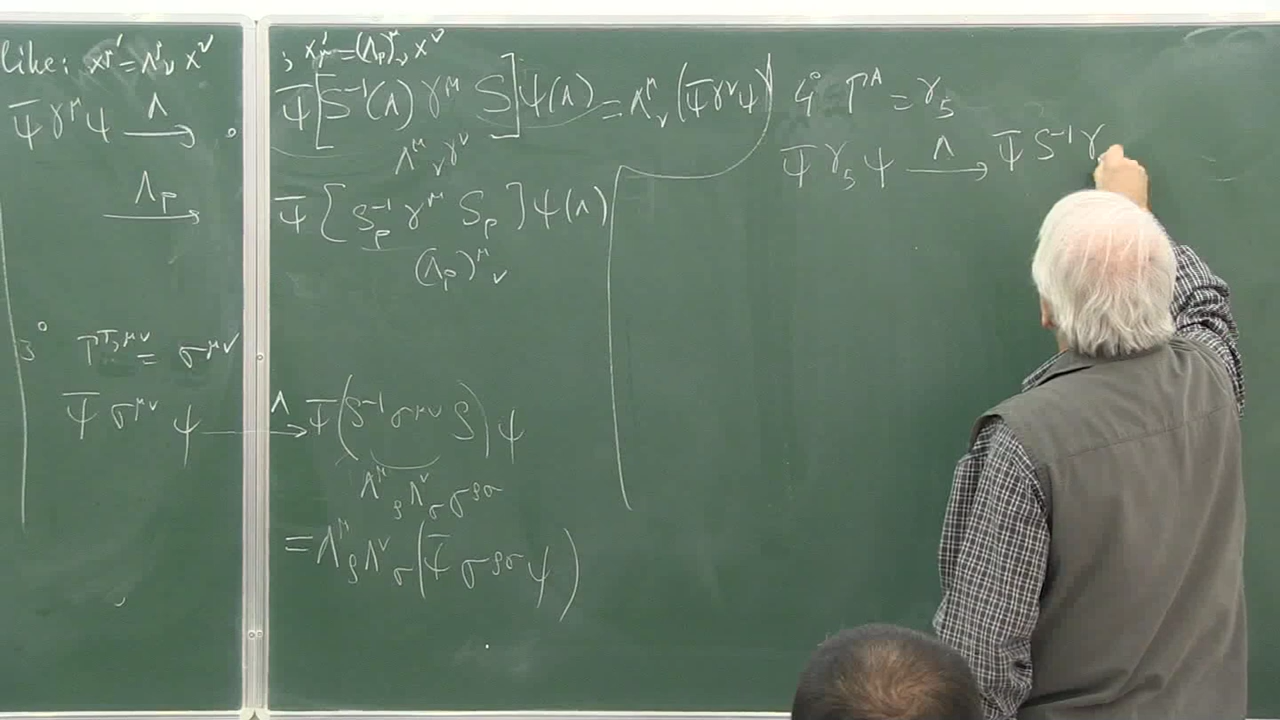 like: x^μ' = Λ^μ_ν x^ν ; x'_μ = (Λ_p)^μ_ν x^ν
Ψ̄ γ^μ ψ —Λ→ Ψ̄ [S^{-1}(Λ) γ^μ S] ψ(Λ) = Λ^μ_ν (Ψ̄ γ^ν ψ)
Λ^μ_ν γ^ν
—Λ_p→ Ψ̄ [S_p^{-1} γ^μ S_p] ψ(Λ)
(Λ_p)^μ_ν
3° Γ^{T, μν} = σ^{μν}
Ψ̄ σ^{μν} ψ —Λ→ Ψ̄ (S^{-1} σ^{μν} S) ψ
Λ^μ_ρ Λ^ν_σ σ^{ρσ}
= Λ^μ_ρ Λ^ν_σ (Ψ̄ σ^{ρσ} ψ)
4° Γ^A = γ_5
Ψ̄ γ_5 ψ —Λ→ Ψ̄ S^{-1} γ